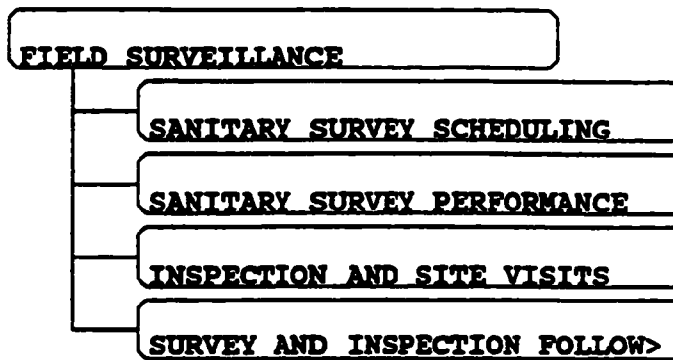 FIELD SURVEILLANCE
SANITARY SURVEY SCHEDULING
SANITARY SURVEY PERFORMANCE
INSPECTION AND SITE VISITS
SURVEY AND INSPECTION FOLLOW>